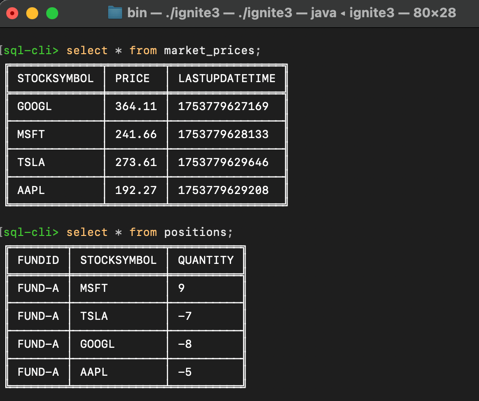 bin — ./ignite3 — ./ignite3 — java ◂ ignite3 — 80×28
[sql-cli> select * from market_prices;
STOCKSYMBOL PRICE LASTUPDATETIME
GOOGL 364.11 1753779627169
MSFT 241.66 1753779628133
TSLA 273.61 1753779629646
AAPL 192.27 1753779629208
[sql-cli> select * from positions;
FUNDID STOCKSYMBOL QUANTITY
FUND-A MSFT 9
FUND-A TSLA -7
FUND-A GOOGL -8
FUND-A AAPL -5